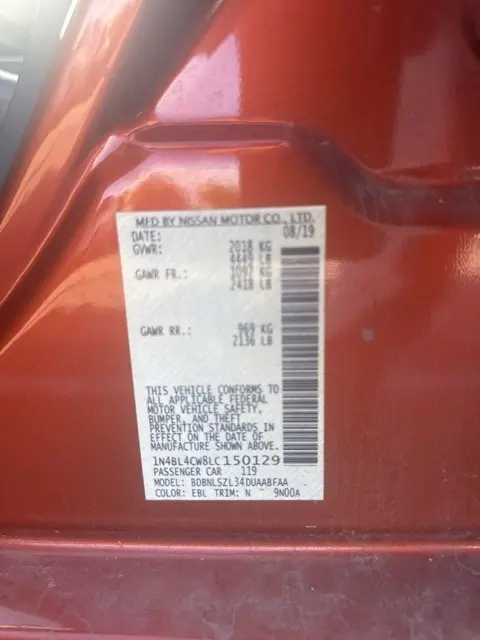 MFD BY NISSAN MOTOR CO., LTD.
DATE: 08/19
GVWR: 2018 KG
4449 LB
GAWR FR.: 1097 KG
2418 LB
GAWR RR.: 969 KG
2136 LB
THIS VEHICLE CONFORMS TO
ALL APPLICABLE FEDERAL
MOTOR VEHICLE SAFETY,
BUMPER, AND THEFT
PREVENTION STANDARDS IN
EFFECT ON THE DATE OF
MANUFACTURE SHOWN ABOVE.
1N4BL4CW8LC150129
PASSENGER CAR 119
MODEL: BDBNLSZL34DUAABFAA
COLOR: EBL TRIM: N 9N00A